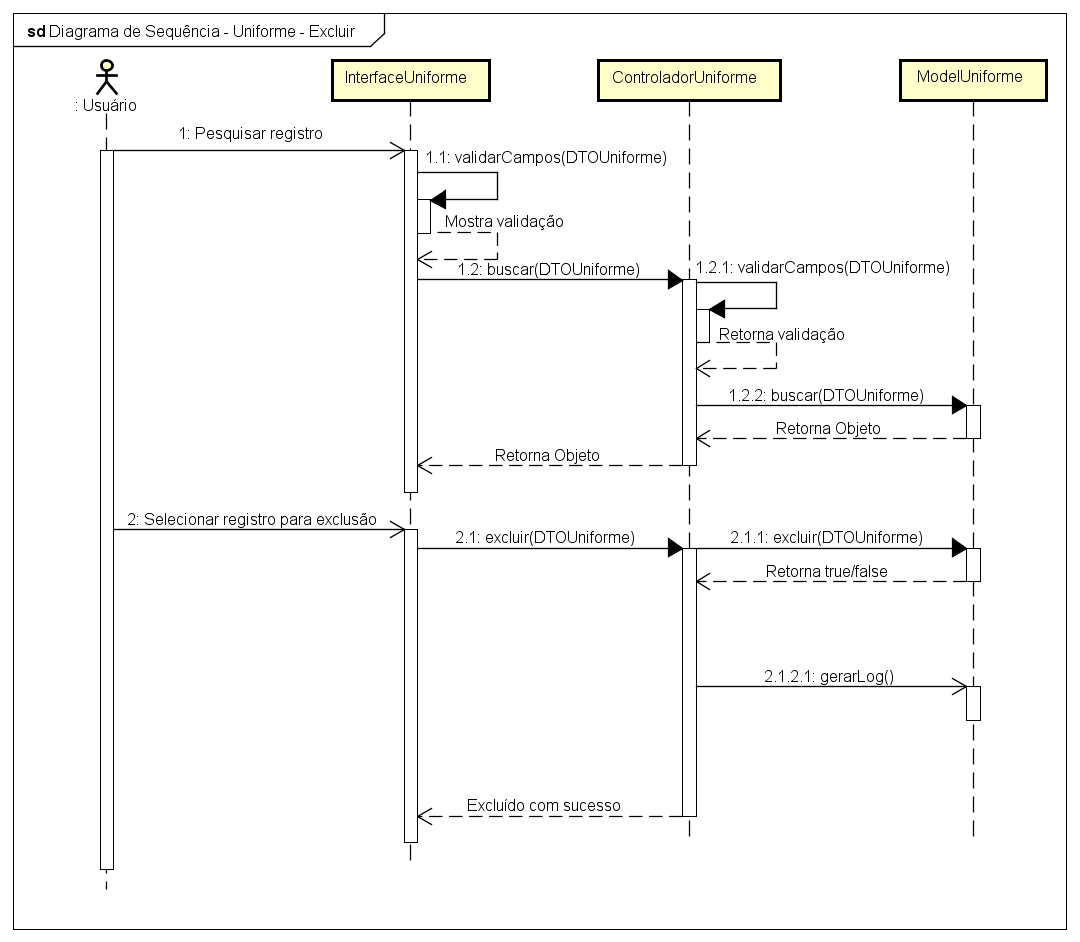 sd Diagrama de Sequência - Uniforme - Excluir
: Usuário
InterfaceUniforme
ControladorUniforme
ModelUniforme
1: Pesquisar registro
1.1: validarCampos(DTOUniforme)
Mostra validação
1.2: buscar(DTOUniforme)
1.2.1: validarCampos(DTOUniforme)
Retorna validação
1.2.2: buscar(DTOUniforme)
Retorna Objeto
Retorna Objeto
2: Selecionar registro para exclusão
2.1: excluir(DTOUniforme)
2.1.1: excluir(DTOUniforme)
Retorna true/false
2.1.2.1: gerarLog()
Excluído com sucesso